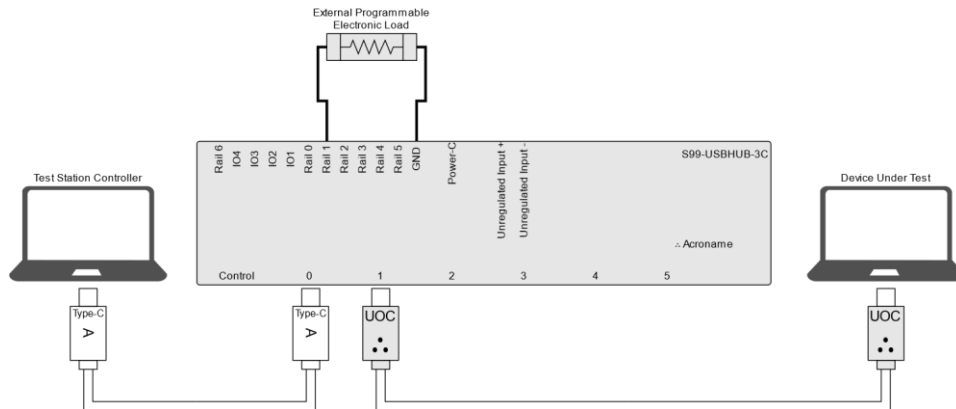 External Programmable
Electronic Load
Rail 6
IO4
IO3
IO2
IO1
Rail 0
Rail 1
Rail 2
Rail 3
Rail 4
Rail 5
GND
Power-C
Unregulated Input +
Unregulated Input -
S99-USBHUB-3C
Test Station Controller
Device Under Test
∴ Acroname
Control
0
1
2
3
4
5
Type-C
A
Type-C
A
UOC
UOC